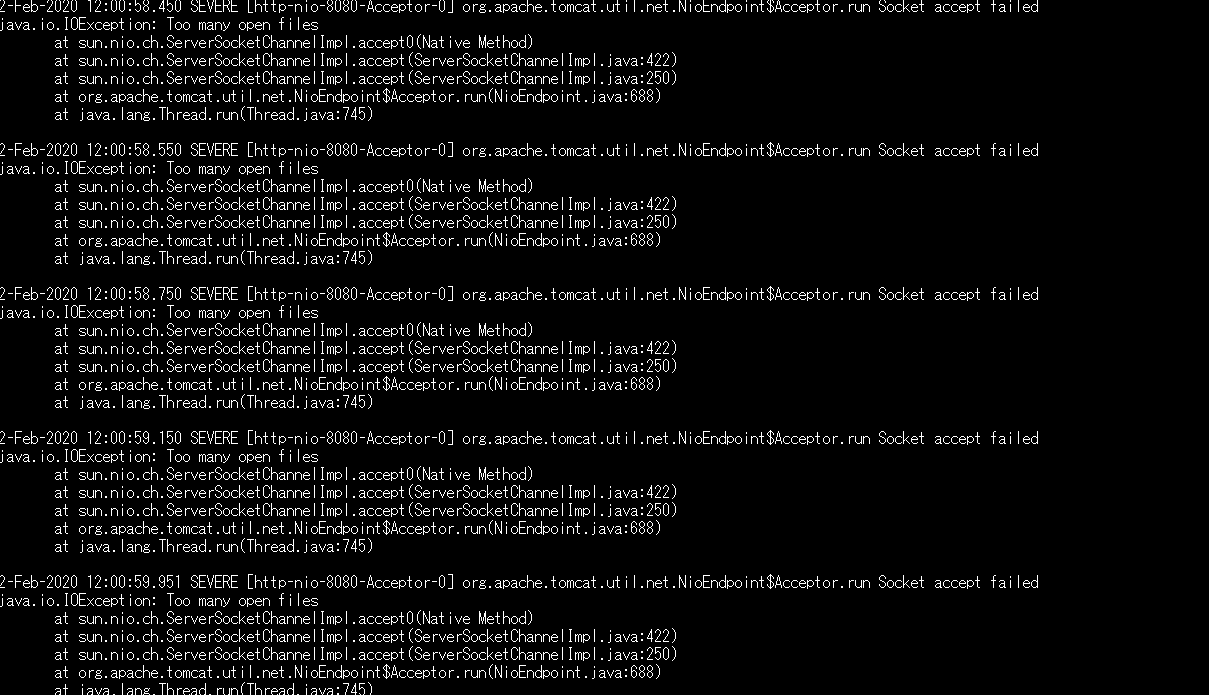 2-Feb-2020 12:00:58.450 SEVERE [http-nio-8080-Acceptor-0] org.apache.tomcat.util.net.NioEndpoint$Acceptor.run Socket accept failed
java.io.IOException: Too many open files
at sun.nio.ch.ServerSocketChannelImpl.accept0(Native Method)
at sun.nio.ch.ServerSocketChannelImpl.accept(ServerSocketChannelImpl.java:422)
at sun.nio.ch.ServerSocketChannelImpl.accept(ServerSocketChannelImpl.java:250)
at org.apache.tomcat.util.net.NioEndpoint$Acceptor.run(NioEndpoint.java:688)
at java.lang.Thread.run(Thread.java:745)
2-Feb-2020 12:00:58.550 SEVERE [http-nio-8080-Acceptor-0] org.apache.tomcat.util.net.NioEndpoint$Acceptor.run Socket accept failed
java.io.IOException: Too many open files
at sun.nio.ch.ServerSocketChannelImpl.accept0(Native Method)
at sun.nio.ch.ServerSocketChannelImpl.accept(ServerSocketChannelImpl.java:422)
at sun.nio.ch.ServerSocketChannelImpl.accept(ServerSocketChannelImpl.java:250)
at org.apache.tomcat.util.net.NioEndpoint$Acceptor.run(NioEndpoint.java:688)
at java.lang.Thread.run(Thread.java:745)
2-Feb-2020 12:00:58.750 SEVERE [http-nio-8080-Acceptor-0] org.apache.tomcat.util.net.NioEndpoint$Acceptor.run Socket accept failed
java.io.IOException: Too many open files
at sun.nio.ch.ServerSocketChannelImpl.accept0(Native Method)
at sun.nio.ch.ServerSocketChannelImpl.accept(ServerSocketChannelImpl.java:422)
at sun.nio.ch.ServerSocketChannelImpl.accept(ServerSocketChannelImpl.java:250)
at org.apache.tomcat.util.net.NioEndpoint$Acceptor.run(NioEndpoint.java:688)
at java.lang.Thread.run(Thread.java:745)
2-Feb-2020 12:00:59.150 SEVERE [http-nio-8080-Acceptor-0] org.apache.tomcat.util.net.NioEndpoint$Acceptor.run Socket accept failed
java.io.IOException: Too many open files
at sun.nio.ch.ServerSocketChannelImpl.accept0(Native Method)
at sun.nio.ch.ServerSocketChannelImpl.accept(ServerSocketChannelImpl.java:422)
at sun.nio.ch.ServerSocketChannelImpl.accept(ServerSocketChannelImpl.java:250)
at org.apache.tomcat.util.net.NioEndpoint$Acceptor.run(NioEndpoint.java:688)
at java.lang.Thread.run(Thread.java:745)
2-Feb-2020 12:00:59.951 SEVERE [http-nio-8080-Acceptor-0] org.apache.tomcat.util.net.NioEndpoint$Acceptor.run Socket accept failed
java.io.IOException: Too many open files
at sun.nio.ch.ServerSocketChannelImpl.accept0(Native Method)
at sun.nio.ch.ServerSocketChannelImpl.accept(ServerSocketChannelImpl.java:422)
at sun.nio.ch.ServerSocketChannelImpl.accept(ServerSocketChannelImpl.java:250)
at org.apache.tomcat.util.net.NioEndpoint$Acceptor.run(NioEndpoint.java:688)
at java.lang.Thread.run(Thread.java:745)